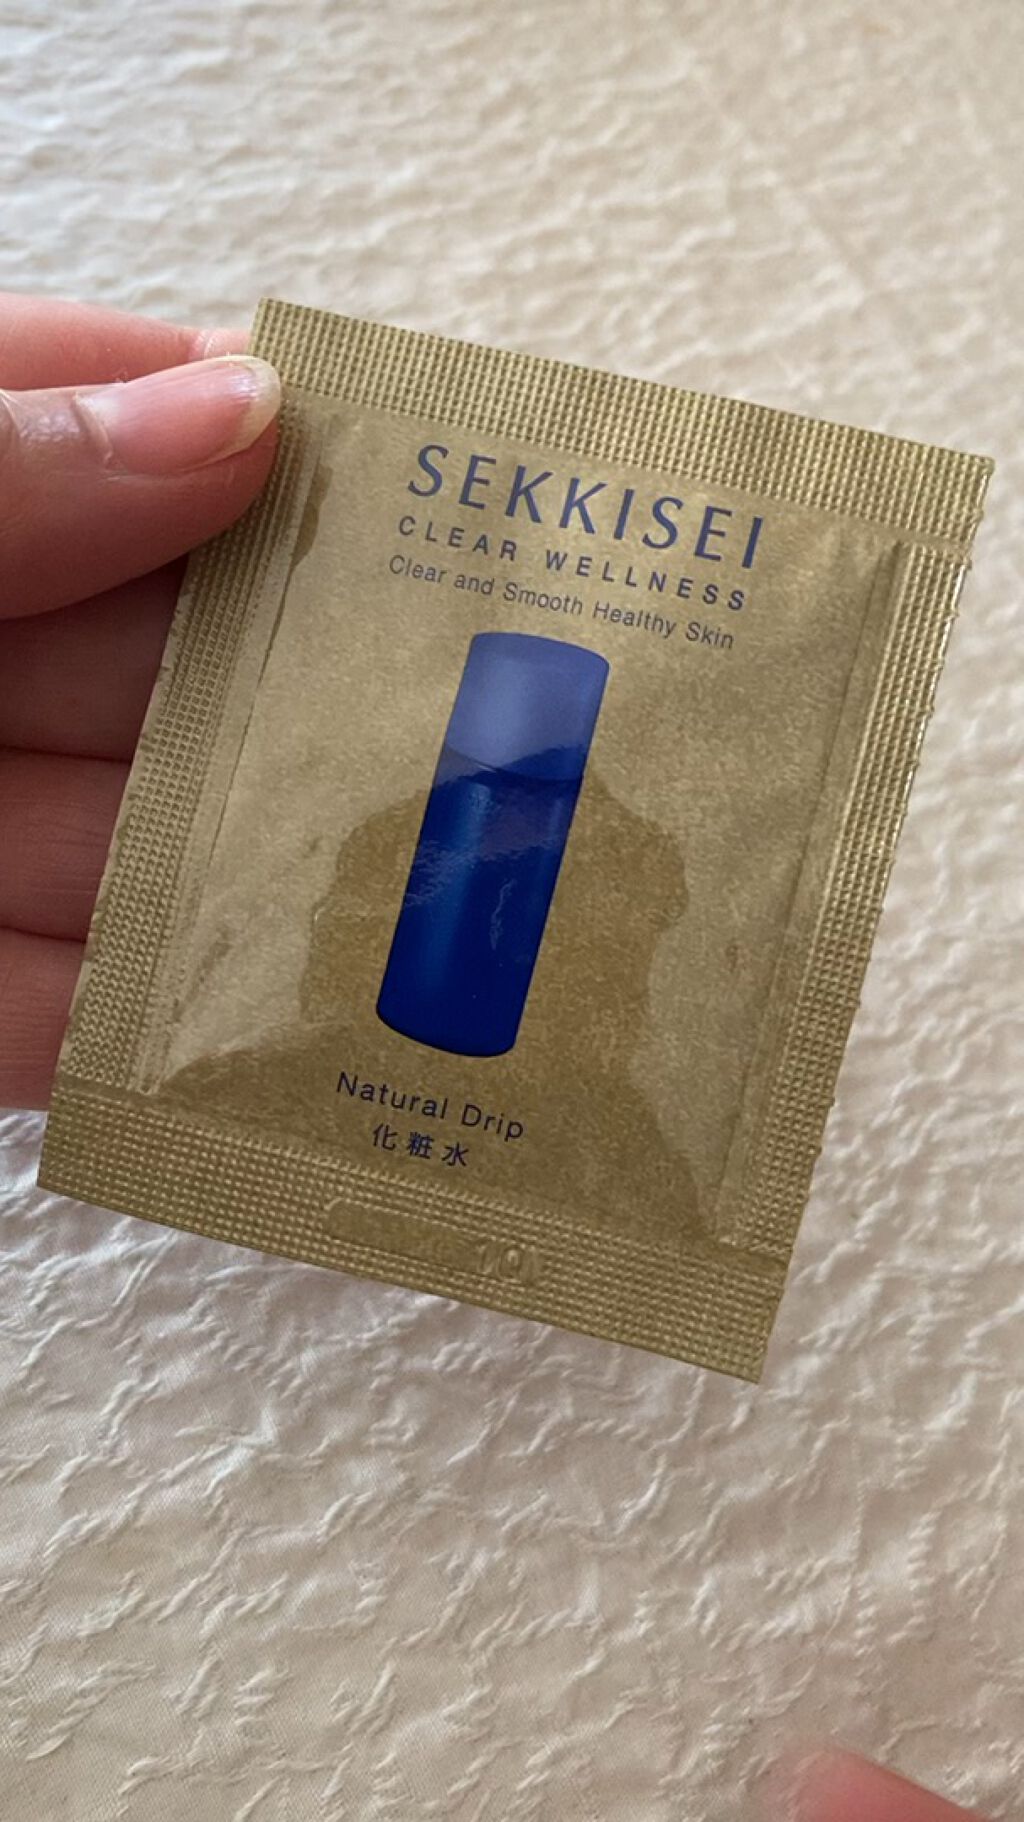 SEKKISEI
CLEAR WELLNESS
Clear and Smooth Healthy Skin
Natural Drip
化粧水